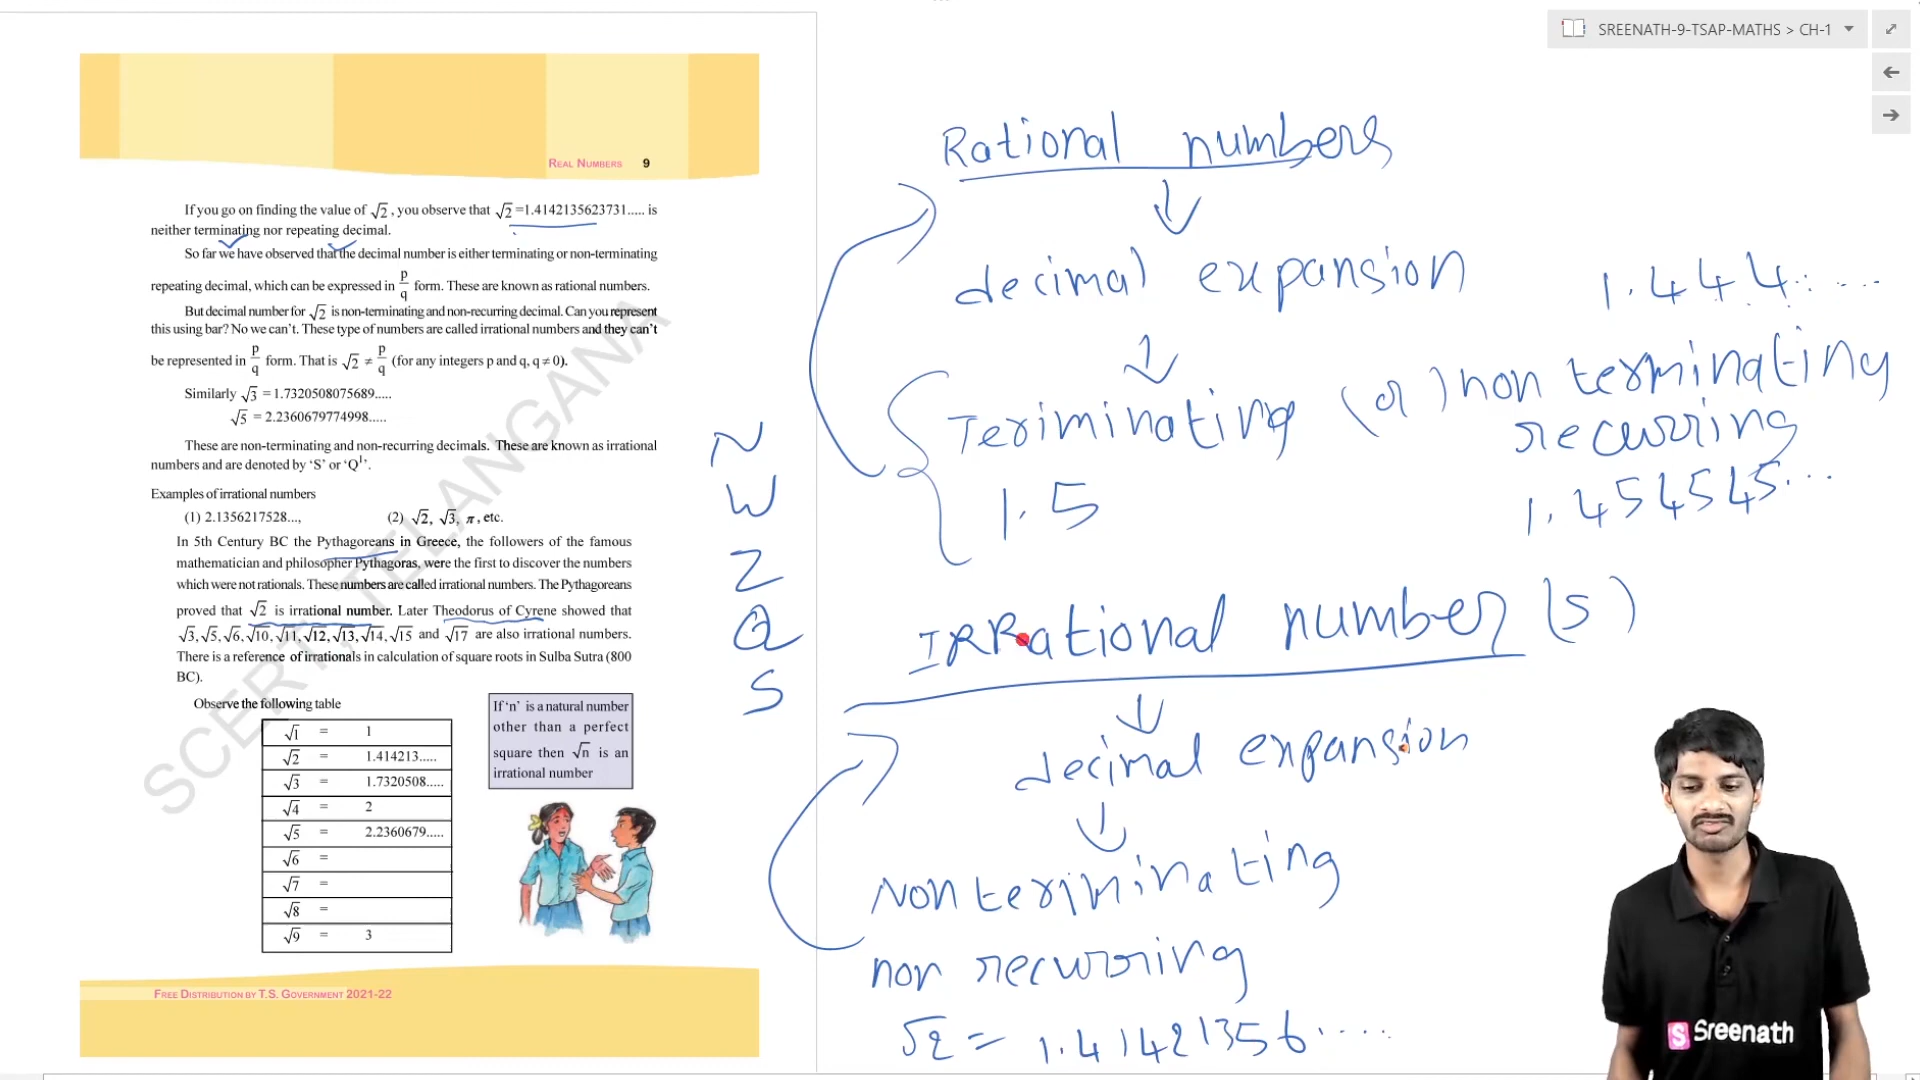 SREENATH-9-TSAP-MATHS > CH-1
REAL NUMBERS 9
If you go on finding the value of √2, you observe that √2 =1.4142135623731..... is
neither terminating nor repeating decimal.
So far we have observed that the decimal number is either terminating or non-terminating
repeating decimal, which can be expressed in p/q form. These are known as rational numbers.
But decimal number for √2 is non-terminating and non-recurring decimal. Can you represent
this using bar? No we can't. These type of numbers are called irrational numbers and they can't
be represented in p/q form. That is √2 ≠ p/q (for any integers p and q, q ≠ 0).
Similarly √3 = 1.7320508075689.....
√5 = 2.2360679774998.....
These are non-terminating and non-recurring decimals. These are known as irrational
numbers and are denoted by 'S' or 'Q¹'.
Examples of irrational numbers
(1) 2.1356217528..., (2) √2, √3, π, etc.
In 5th Century BC the Pythagoreans in Greece, the followers of the famous
mathematician and philosopher Pythagoras, were the first to discover the numbers
which were not rationals. These numbers are called irrational numbers. The Pythagoreans
proved that √2 is irrational number. Later Theodorus of Cyrene showed that
√3, √5, √6, √10, √11, √12, √13, √14, √15 and √17 are also irrational numbers.
There is a reference of irrationals in calculation of square roots in Sulba Sutra (800
BC).
Observe the following table
√1 = 1
√2 = 1.414213.....
√3 = 1.7320508.....
√4 = 2
√5 = 2.2360679.....
√6 =
√7 =
√8 =
√9 = 3
If 'n' is a natural number
other than a perfect
square then √n is an
irrational number
SCERT, TELANGANA
FREE DISTRIBUTION BY T.S. GOVERNMENT 2021-22
N
W
Z
Q
S
Rational numbers
decimal expansion
1.444.....
Teriminating (or) non terminating
recurring
1.5
1.454545...
IRRational number (S)
decimal expansion
Non terminating
non recurring
√2 = 1.41421356....
S Sreenath